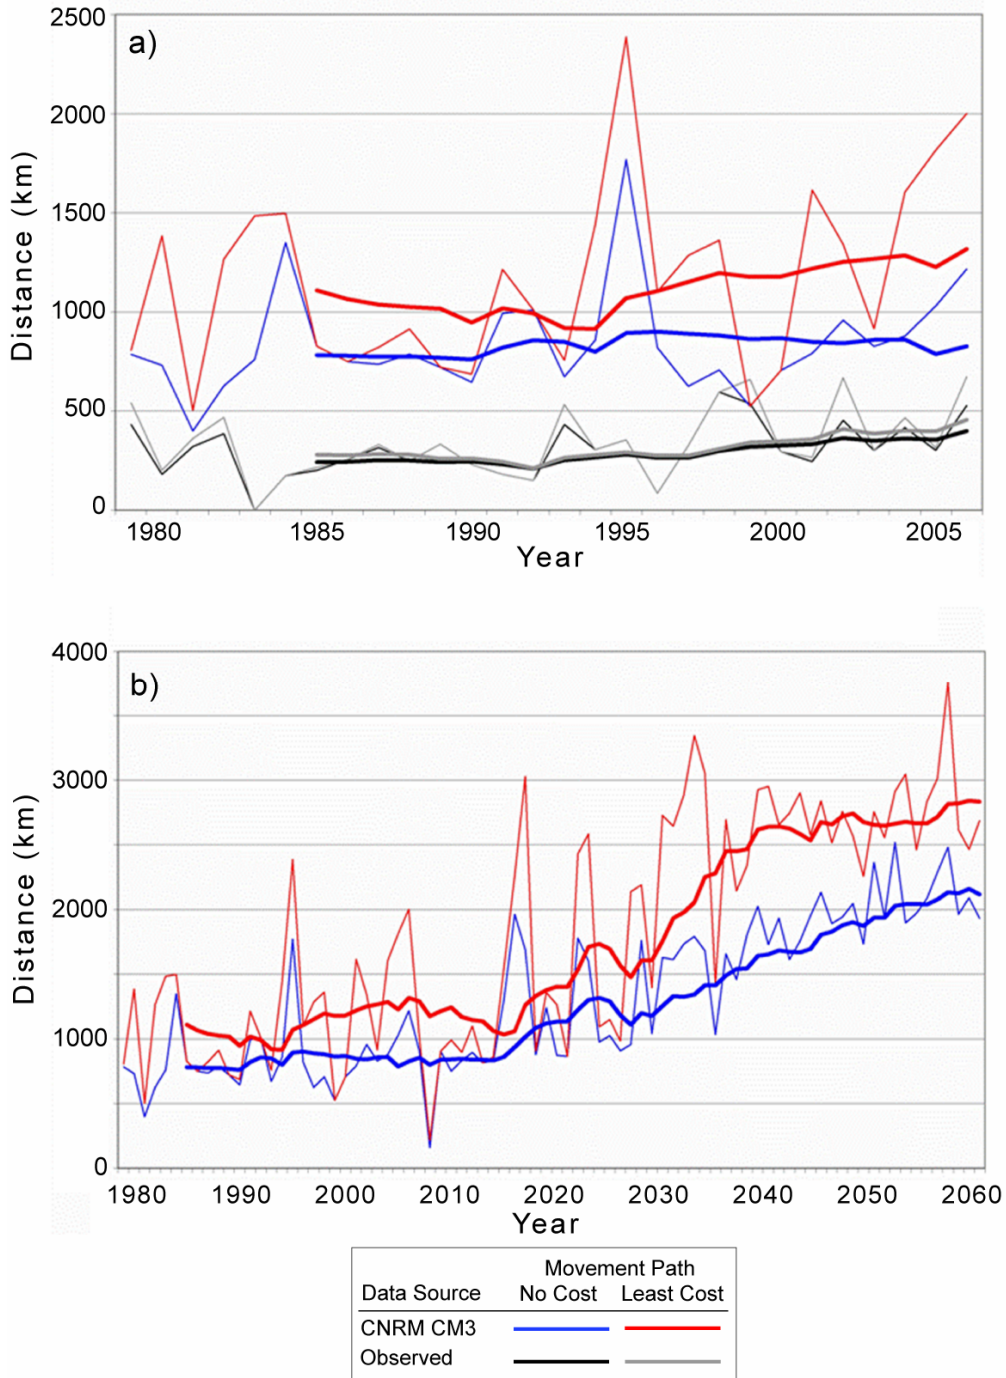 2500
a)
2000
1500
1000
500
0
Distance (km)
1980 1985 1990 1995 2000 2005
Year
4000
b)
3000
2000
1000
0
Distance (km)
1980 1990 2000 2010 2020 2030 2040 2050 2060
Year
Movement Path
Data Source No Cost Least Cost
CNRM CM3
Observed